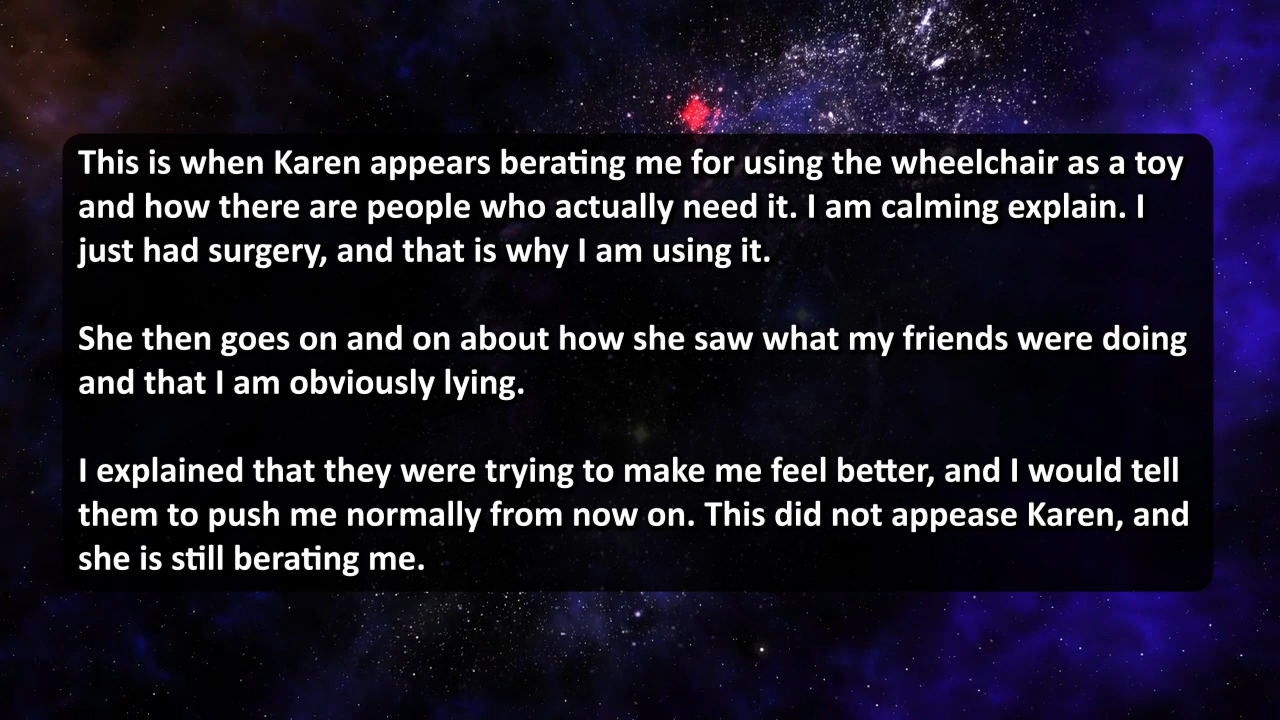 This is when Karen appears berating me for using the wheelchair as a toy
and how there are people who actually need it. I am calming explain. I
just had surgery, and that is why I am using it.
She then goes on and on about how she saw what my friends were doing
and that I am obviously lying.
I explained that they were trying to make me feel better, and I would tell
them to push me normally from now on. This did not appease Karen, and
she is still berating me.